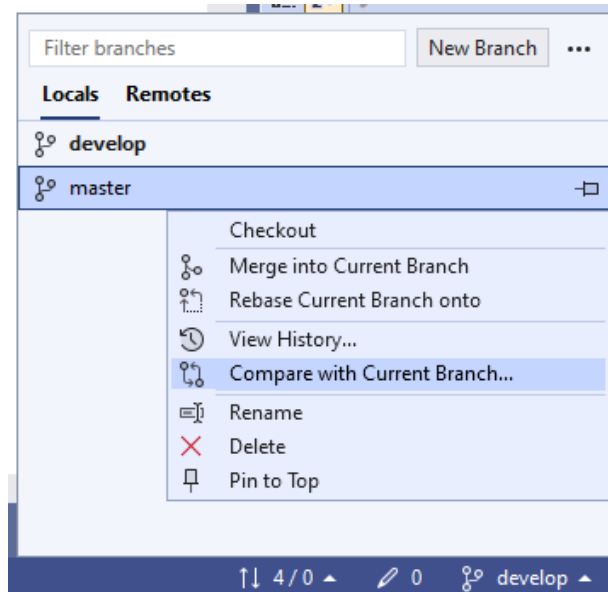 Filter branches New Branch ...
Locals Remotes
develop
master
Checkout
Merge into Current Branch
Rebase Current Branch onto
View History...
Compare with Current Branch...
Rename
Delete
Pin to Top
4 / 0 0 develop